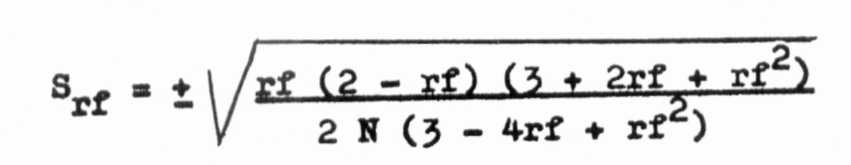 S_rf = ± √(rf (2 - rf) (3 + 2rf + rf²) / 2 N (3 - 4rf + rf²))